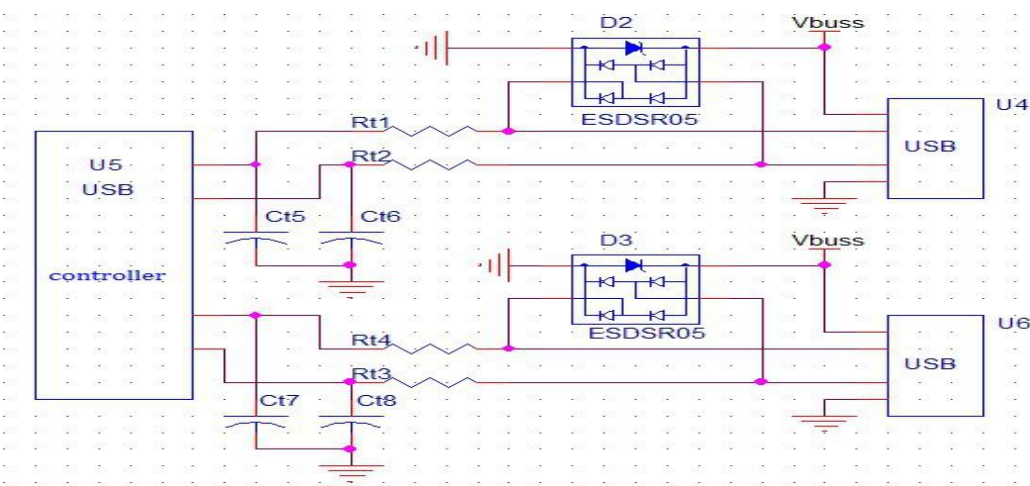 D2
Vbuss
ESDSR05
U4
USB
Rt1
Rt2
U5
USB
controller
Ct5
Ct6
D3
Vbuss
ESDSR05
U6
USB
Rt4
Rt3
Ct7
Ct8